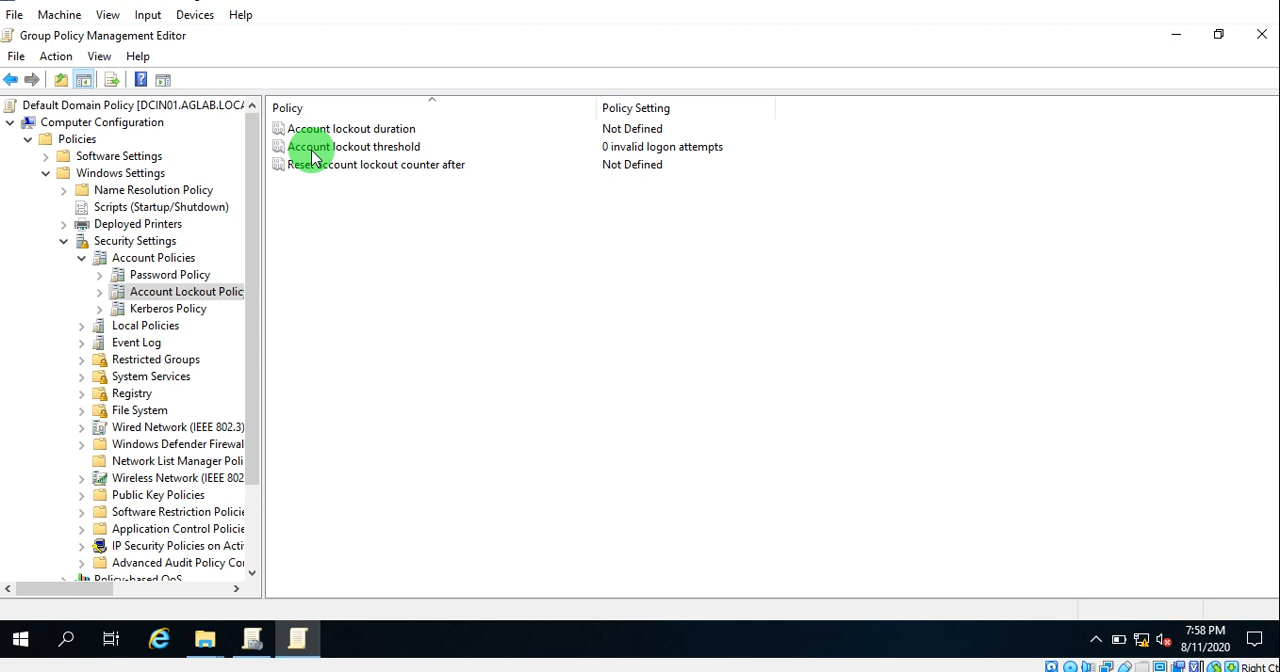 File Machine View Input Devices Help
Group Policy Management Editor
File Action View Help
Default Domain Policy [DCIN01.AGLAB.LOCA
Computer Configuration
Policies
Software Settings
Windows Settings
Name Resolution Policy
Scripts (Startup/Shutdown)
Deployed Printers
Security Settings
Account Policies
Password Policy
Account Lockout Polic
Kerberos Policy
Local Policies
Event Log
Restricted Groups
System Services
Registry
File System
Wired Network (IEEE 802.3)
Windows Defender Firewal
Network List Manager Poli
Wireless Network (IEEE 802
Public Key Policies
Software Restriction Policie
Application Control Policie
IP Security Policies on Acti
Advanced Audit Policy Co
Policy-based QoS
Policy Policy Setting
Account lockout duration Not Defined
Account lockout threshold 0 invalid logon attempts
Reset account lockout counter after Not Defined
7:58 PM
8/11/2020
Right Ct